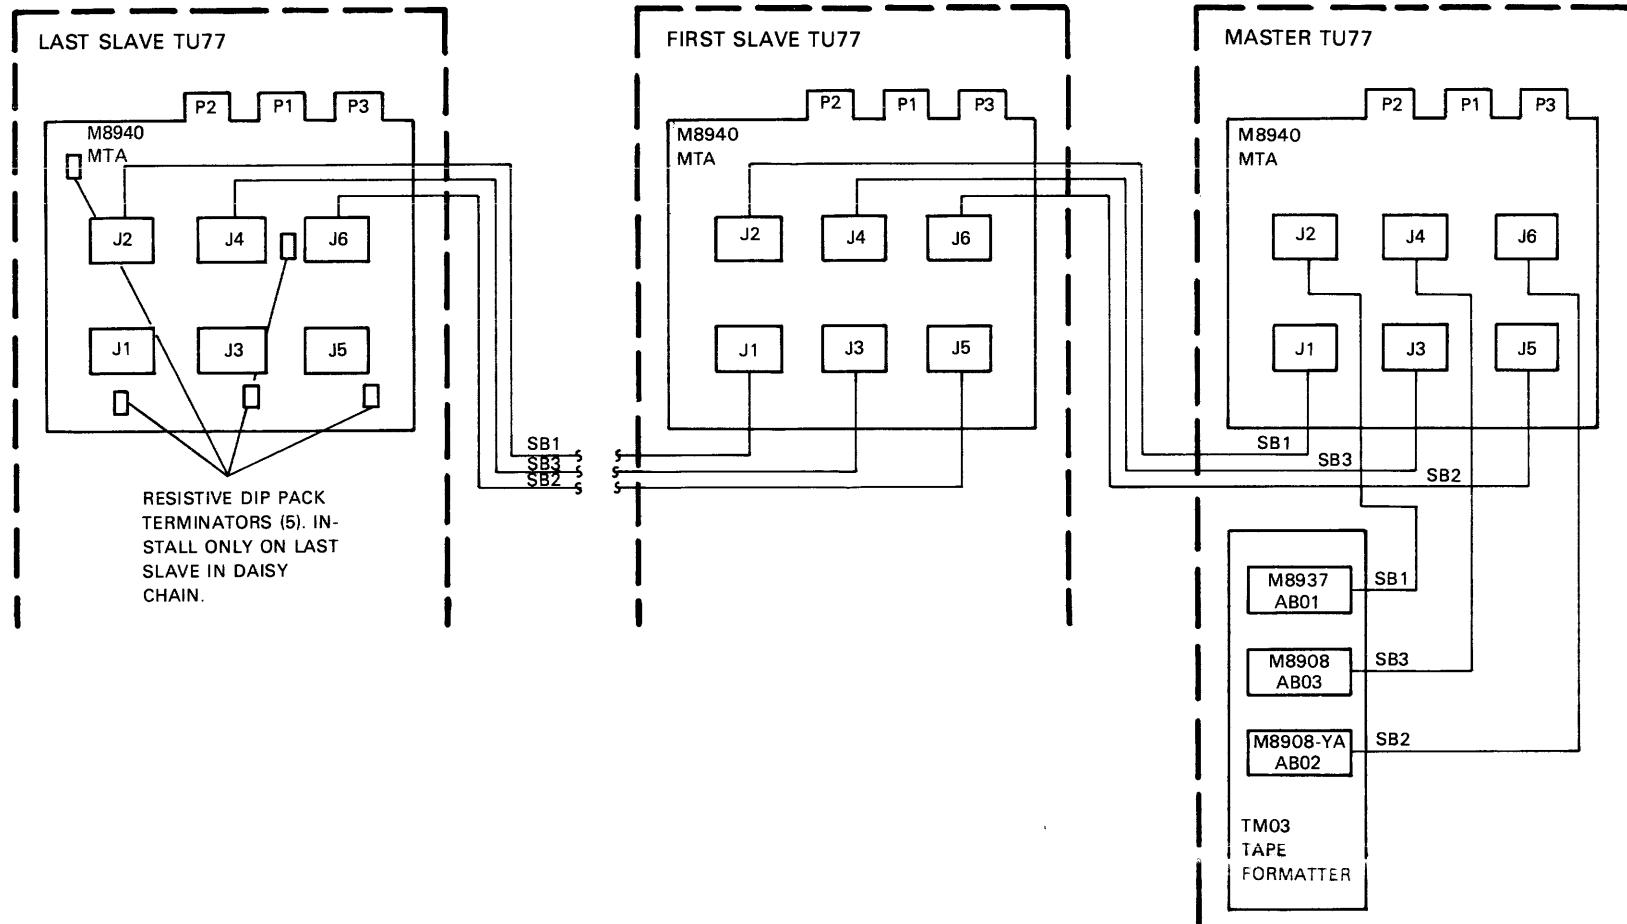 LAST SLAVE TU77
P2 P1 P3
M8940
MTA
J2 J4 J6
J1 J3 J5
RESISTIVE DIP PACK
TERMINATORS (5). IN-
STALL ONLY ON LAST
SLAVE IN DAISY
CHAIN.
SB1
SB3
SB2
FIRST SLAVE TU77
P2 P1 P3
M8940
MTA
J2 J4 J6
J1 J3 J5
MASTER TU77
P2 P1 P3
M8940
MTA
J2 J4 J6
J1 J3 J5
SB1
SB3
SB2
M8937
AB01
SB1
M8908
AB03
SB3
M8908-YA
AB02
SB2
TM03
TAPE
FORMATTER